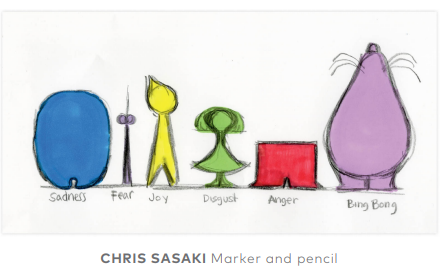 Sadness Fear Joy Disgust Anger Bing Bong
CHRIS SASAKI Marker and pencil